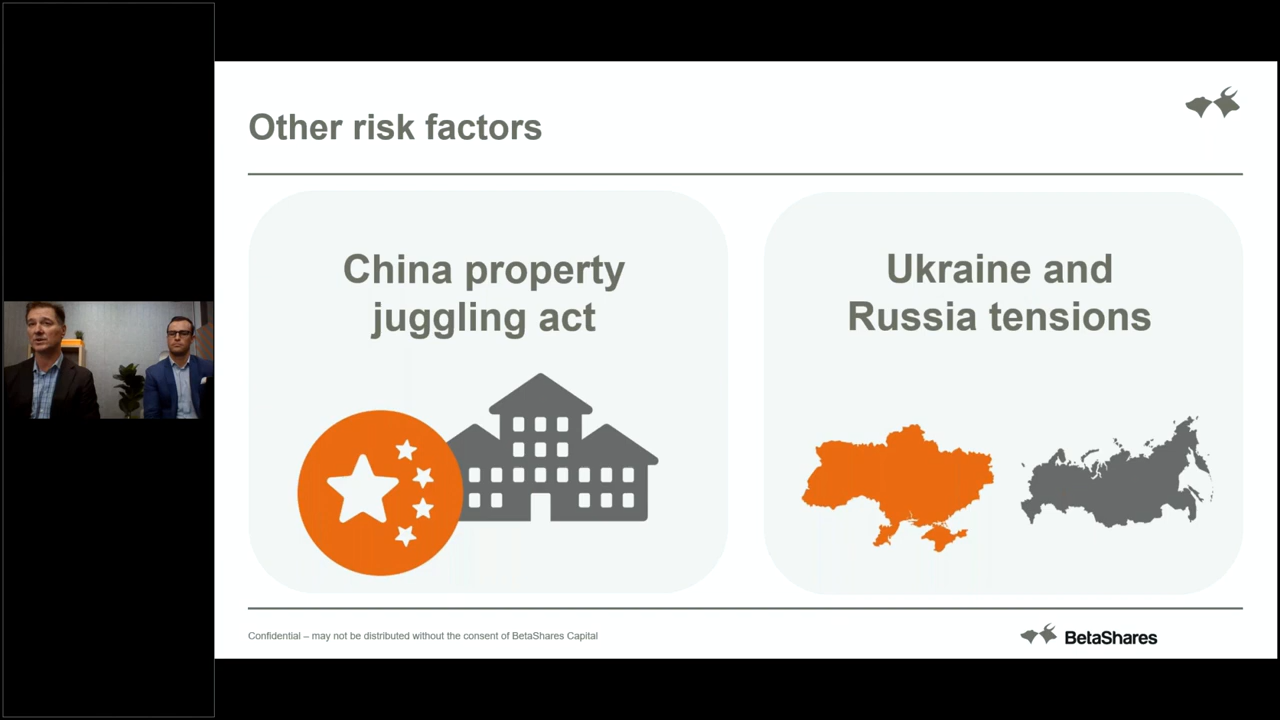 Other risk factors
China property
juggling act
Ukraine and
Russia tensions
Confidential – may not be distributed without the consent of BetaShares Capital
BetaShares